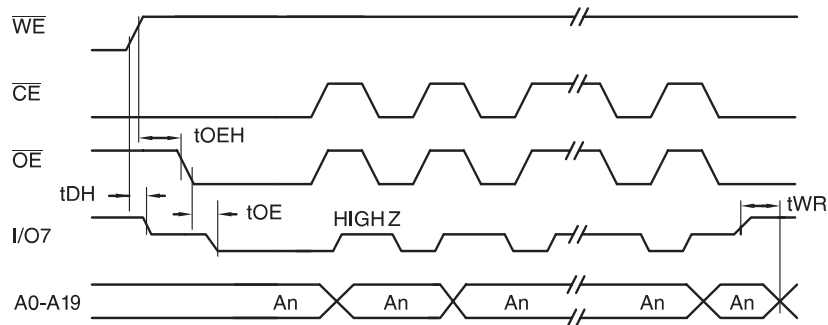 WE
CE
tOEH
OE
tDH
tOE
tWR
HIGH Z
I/O7
A0-A19 An An An An An